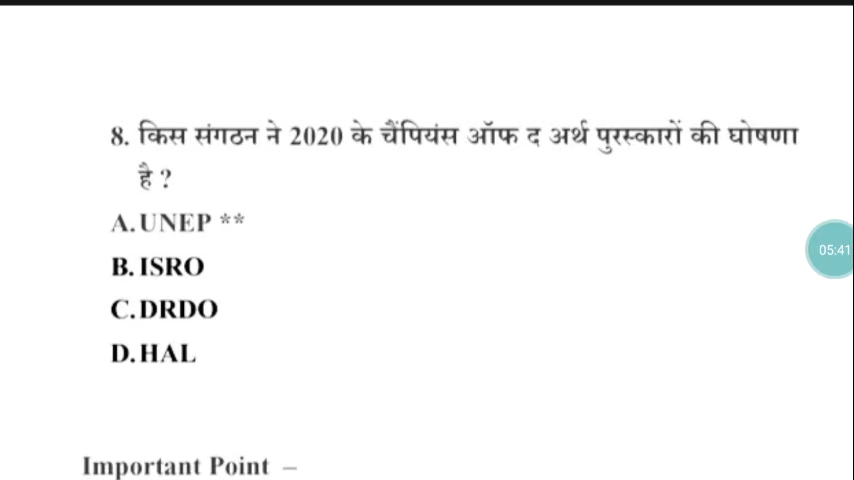 8. किस संगठन ने 2020 के चैंपियंस ऑफ द अर्थ पुरस्कारों की घोषणा
है ?
A.UNEP **
B. ISRO
05:41
C.DRDO
D.HAL
Important Point –